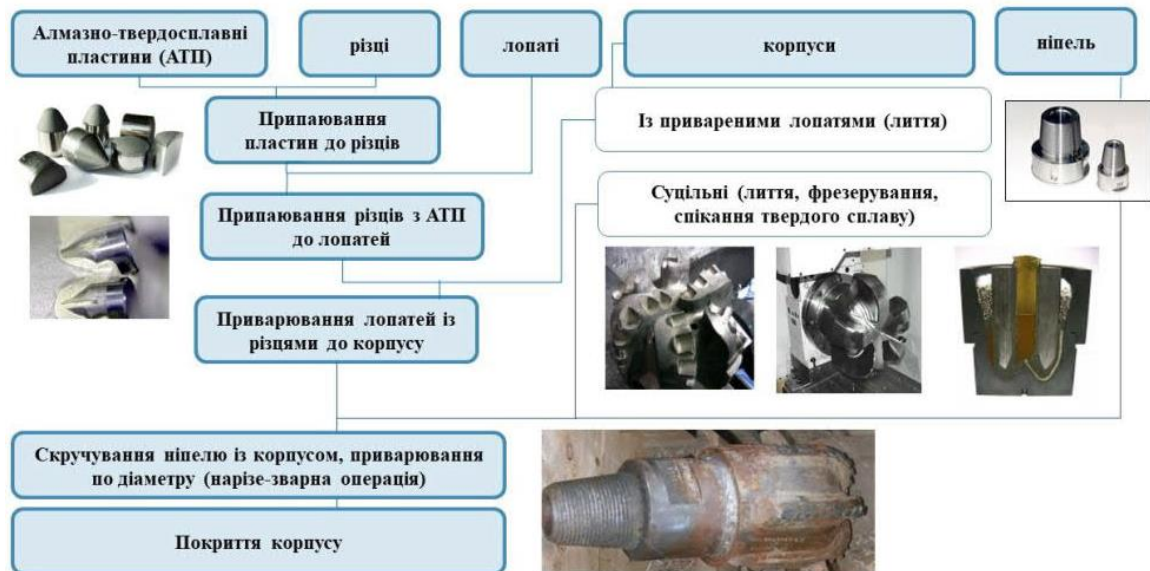 Алмазно-твердосплавні
пластини (АТП)
різці
лопаті
корпуси
ніпель
Припаювання
пластин до різців
Із привареними лопатями (лиття)
Припаювання різців з АТП
до лопатей
Суцільні (лиття, фрезерування,
спікання твердого сплаву)
Приварювання лопатей із
різцями до корпусу
Скручування ніпелю із корпусом, приварювання
по діаметру (нарізе-зварна операція)
Покриття корпусу